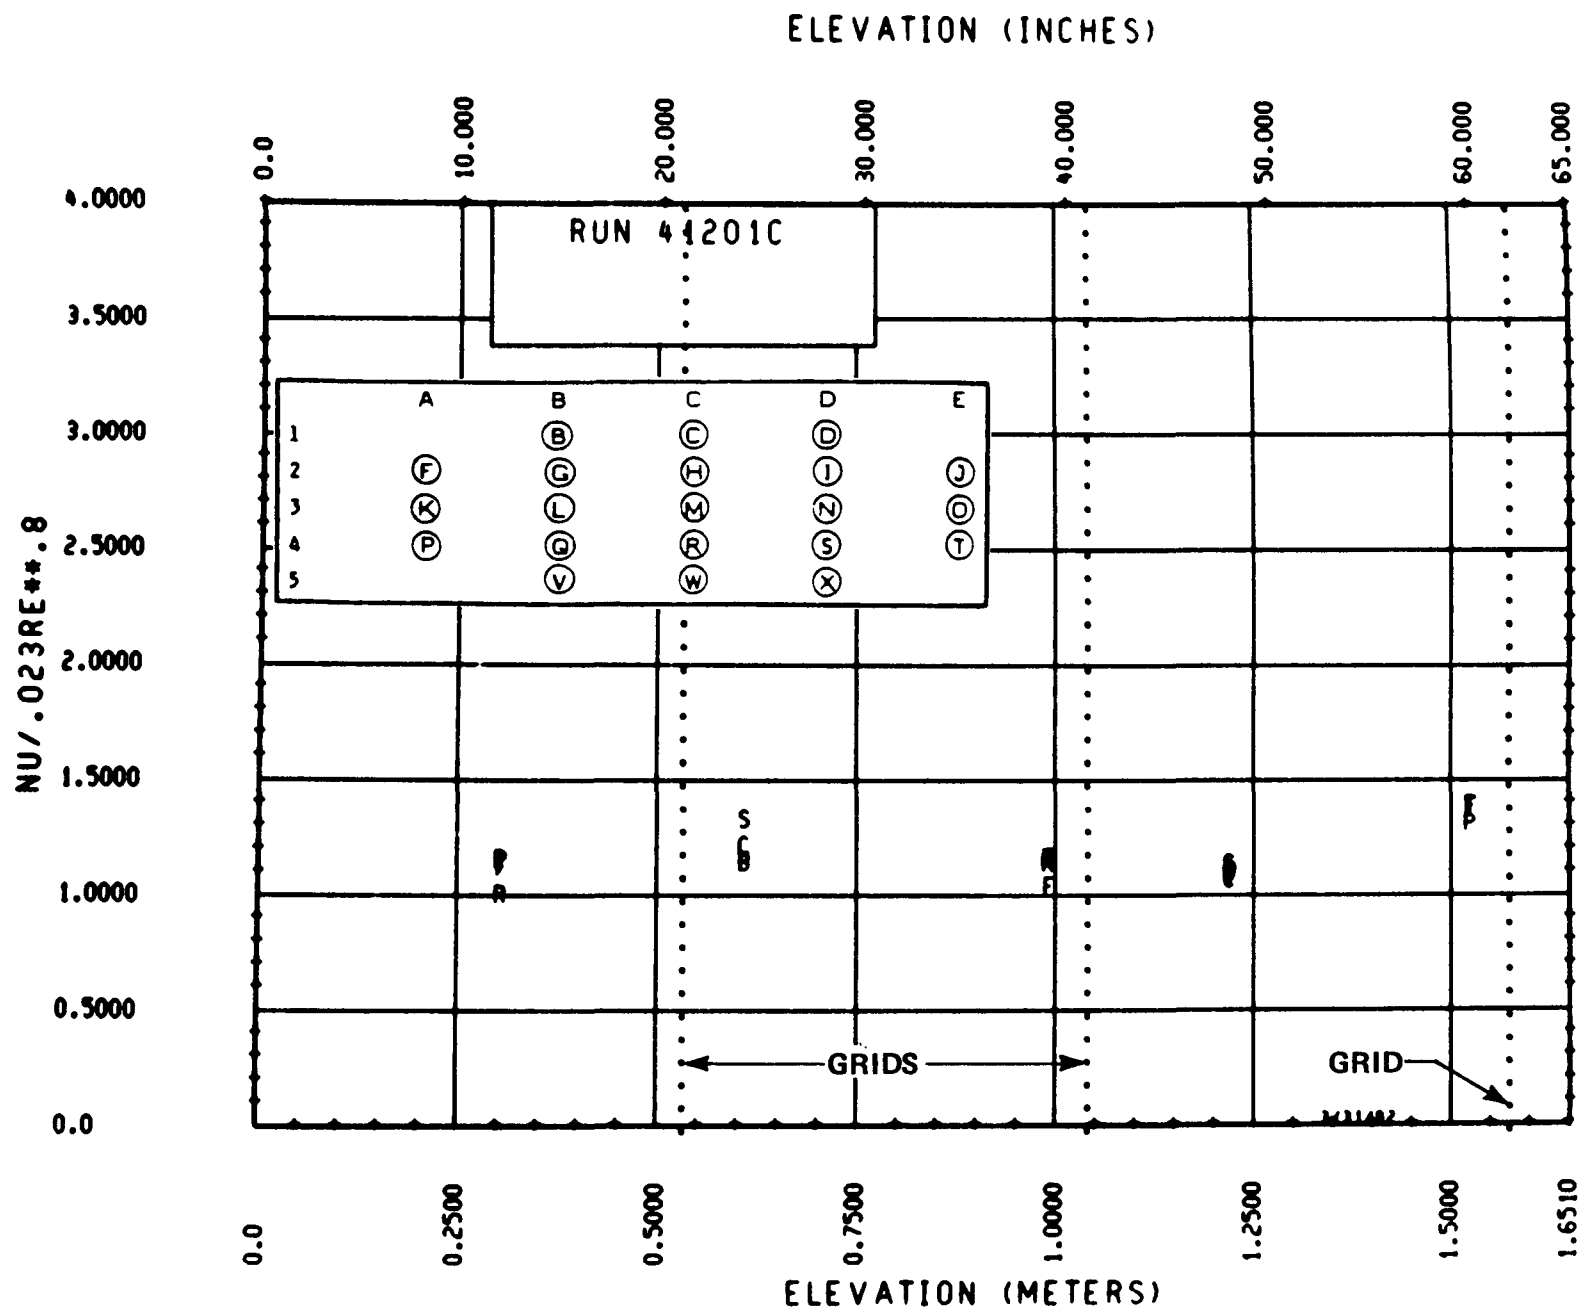 ELEVATION (INCHES)
0.0 10.000 20.000 30.000 40.000 50.000 60.000 65.000
4.0000
RUN 41201C
3.5000
A B C D E
1 B C D
3.0000
2 F G H I J
3 K L M N O
4 P Q R S T
2.5000
5 V W X
NU/.023RE**.8
2.0000
1.5000
S
1.0000
0.5000
GRIDS
GRID
0.0
0.0 0.2500 0.5000 0.7500 1.0000 1.2500 1.5000 1.6510
ELEVATION (METERS)